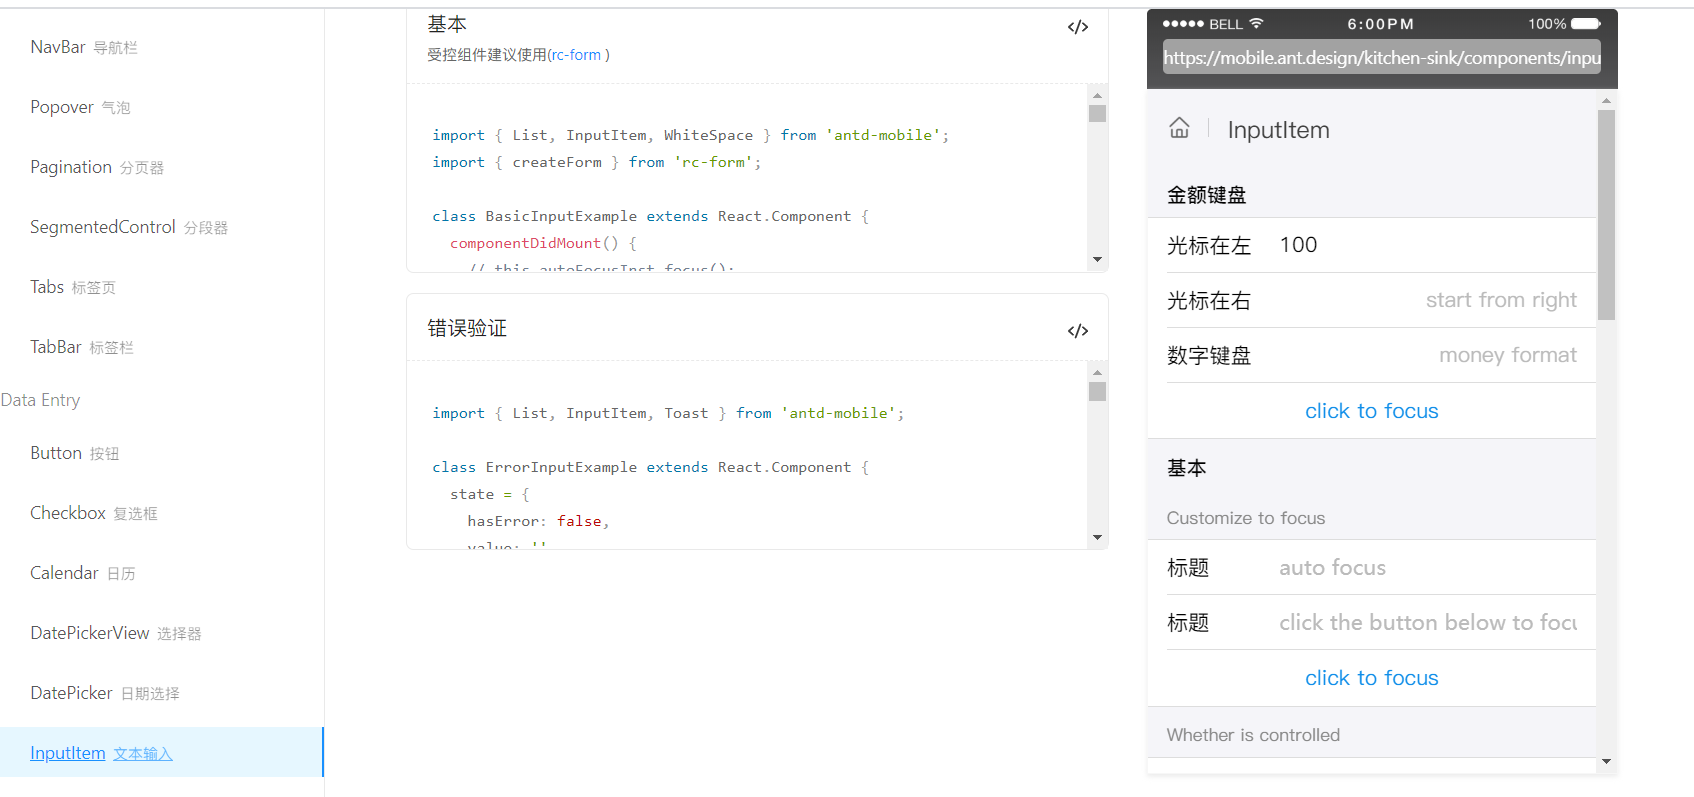 NavBar 导航栏
Popover 气泡
Pagination 分页器
SegmentedControl 分段器
Tabs 标签页
TabBar 标签栏
Data Entry
Button 按钮
Checkbox 复选框
Calendar 日历
DatePickerView 选择器
DatePicker 日期选择
InputItem 文本输入
基本
</>
受控组件建议使用(rc-form )
import { List, InputItem, WhiteSpace } from 'antd-mobile';
import { createForm } from 'rc-form';
class BasicInputExample extends React.Component {
componentDidMount() {
// this.autoFocusInst.focus();
错误验证
</>
import { List, InputItem, Toast } from 'antd-mobile';
class ErrorInputExample extends React.Component {
state = {
hasError: false,
value: ''
BELL 6:00PM 100%
https://mobile.ant.design/kitchen-sink/components/inpu
InputItem
金额键盘
光标在左 100
光标在右 start from right
数字键盘 money format
click to focus
基本
Customize to focus
标题 auto focus
标题 click the button below to focu
click to focus
Whether is controlled